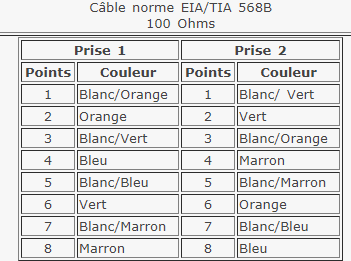 Câble norme EIA/TIA 568B
100 Ohms
Prise 1 Prise 2
Points Couleur Points Couleur
1 Blanc/Orange 1 Blanc/ Vert
2 Orange 2 Vert
3 Blanc/Vert 3 Blanc/Orange
4 Bleu 4 Marron
5 Blanc/Bleu 5 Blanc/Marron
6 Vert 6 Orange
7 Blanc/Marron 7 Blanc/Bleu
8 Marron 8 Bleu